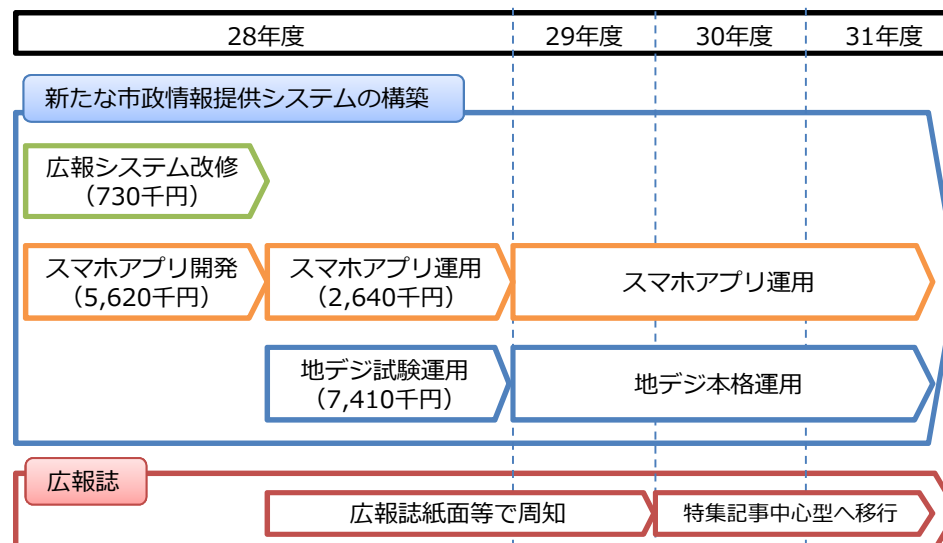 28年度
29年度
30年度
31年度
新たな市政情報提供システムの構築
広報システム改修
（730千円）
スマホアプリ開発
（5,620千円）
スマホアプリ運用
（2,640千円）
スマホアプリ運用
地デジ試験運用
（7,410千円）
地デジ本格運用
広報誌
広報誌紙面等で周知
特集記事中心型へ移行